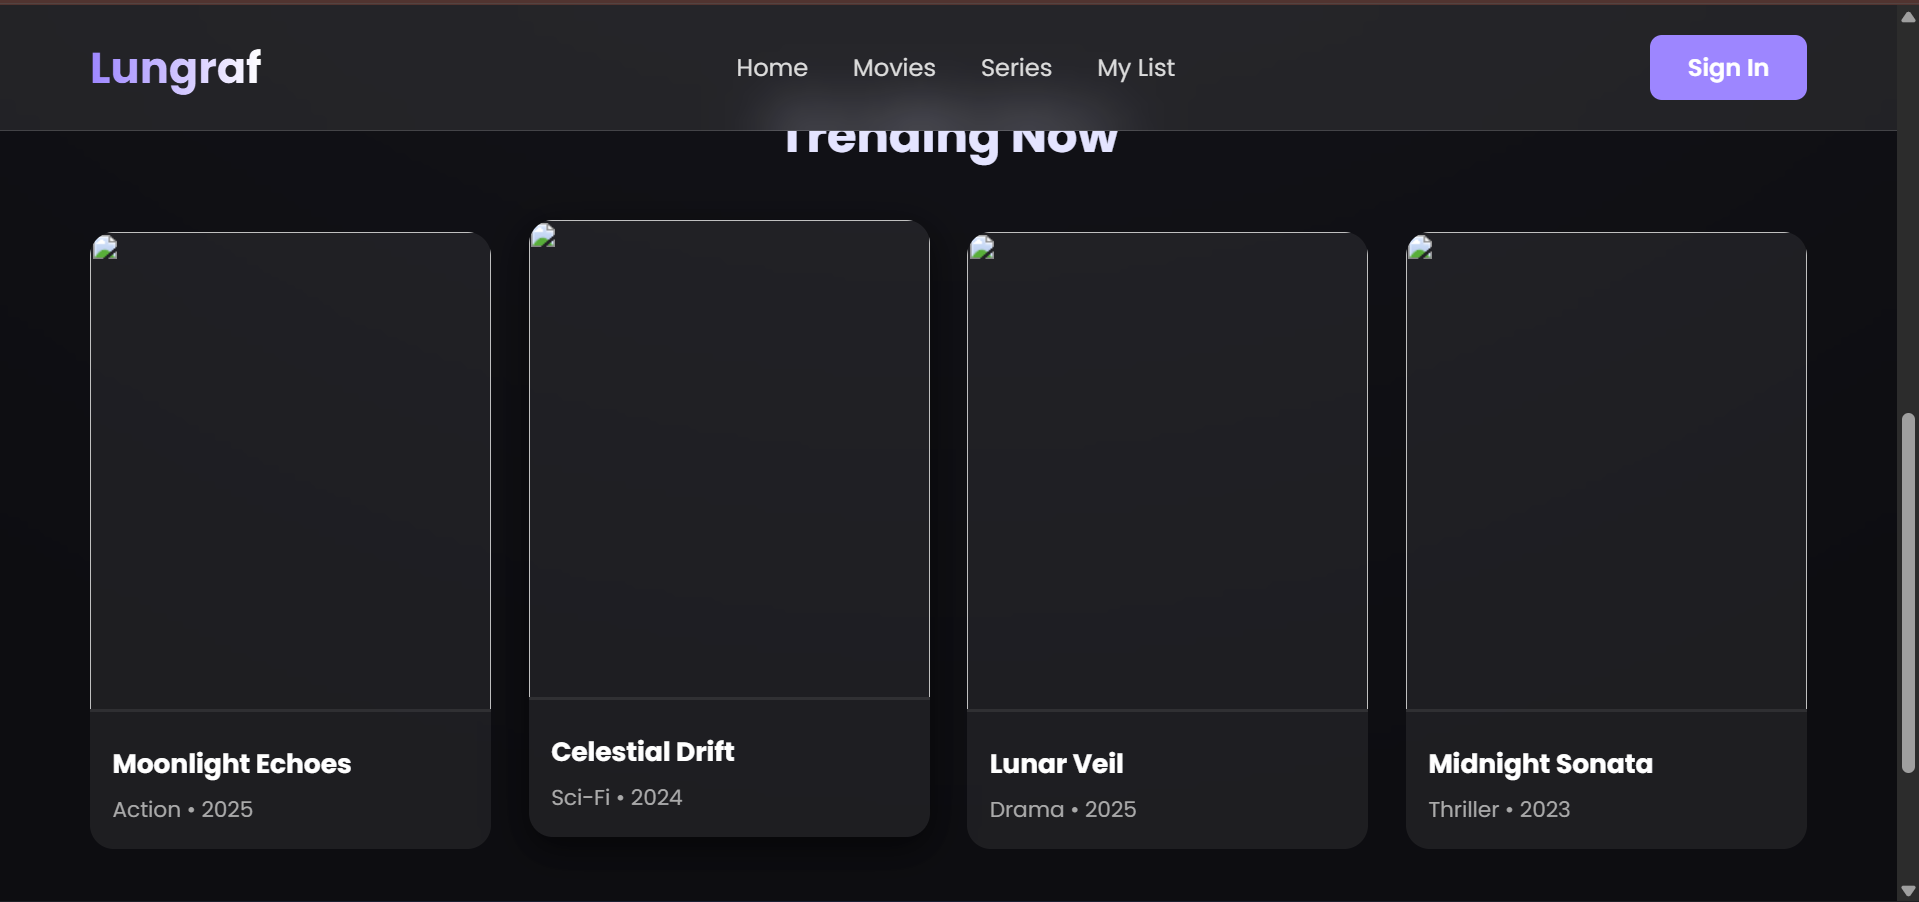 Lungraf
Home
Movies
Series
My List
Sign In
Trending Now
Moonlight Echoes
Action • 2025
Celestial Drift
Sci-Fi • 2024
Lunar Veil
Drama • 2025
Midnight Sonata
Thriller • 2023